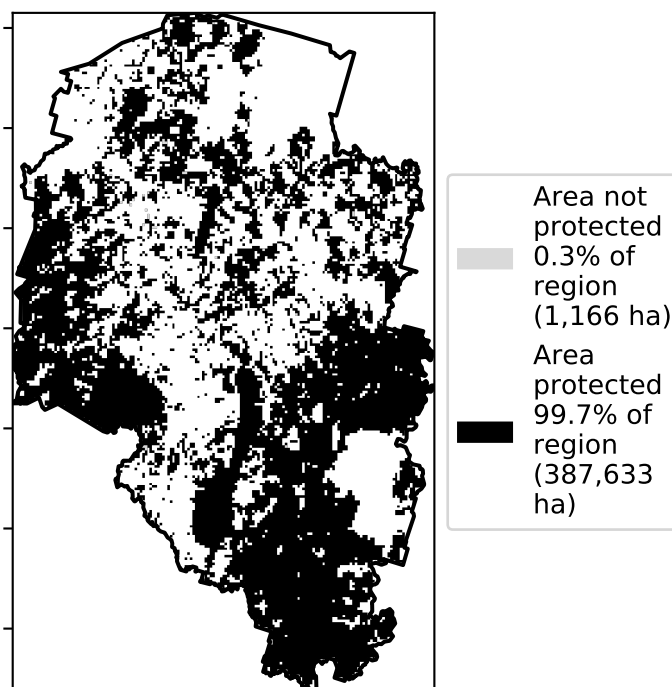 Area not
protected
0.3% of
region
(1,166 ha)
Area
protected
99.7% of
region
(387,633
ha)